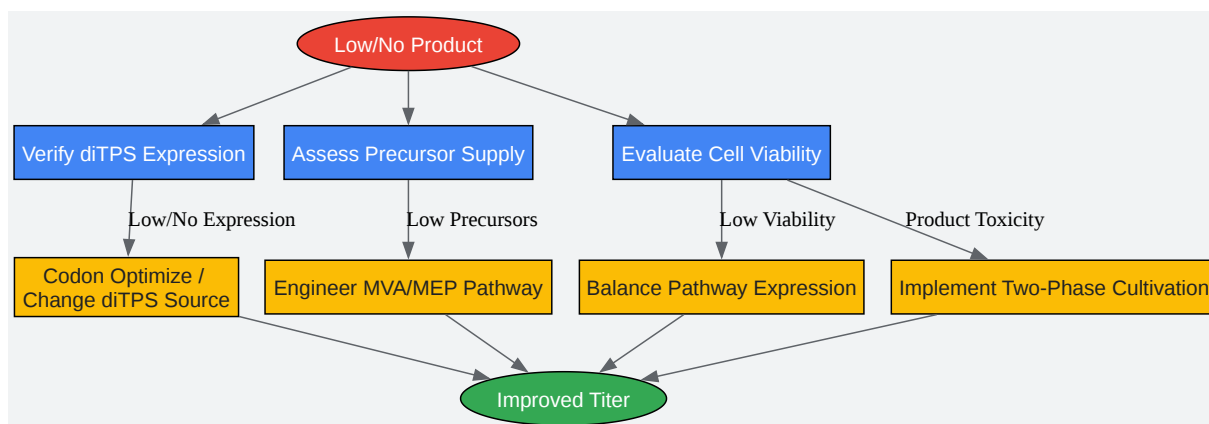 Low/No Product
Verify diTPS Expression
Assess Precursor Supply
Evaluate Cell Viability
Low/No Expression
Low Precursors
Low Viability
Product Toxicity
Codon Optimize /
Change diTPS Source
Engineer MVA/MEP Pathway
Balance Pathway Expression
Implement Two-Phase Cultivation
Improved Titer